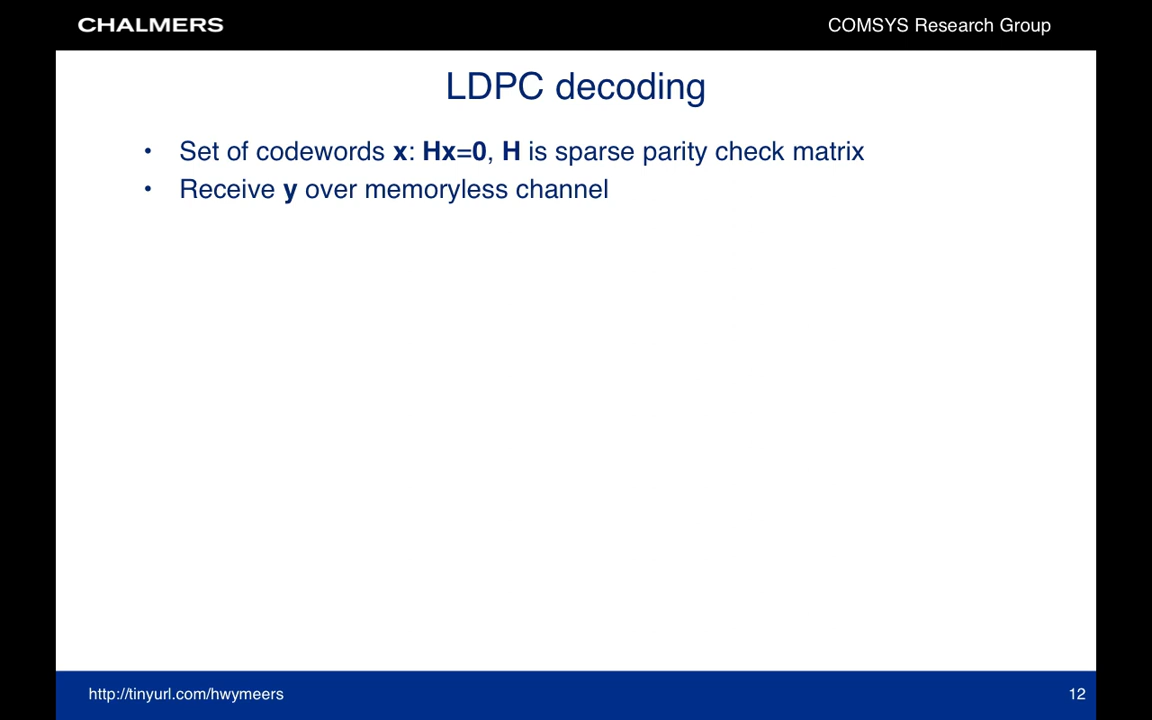 CHALMERS
COMSYS Research Group
LDPC decoding
• Set of codewords x: Hx=0, H is sparse parity check matrix
• Receive y over memoryless channel
http://tinyurl.com/hwymeers
12